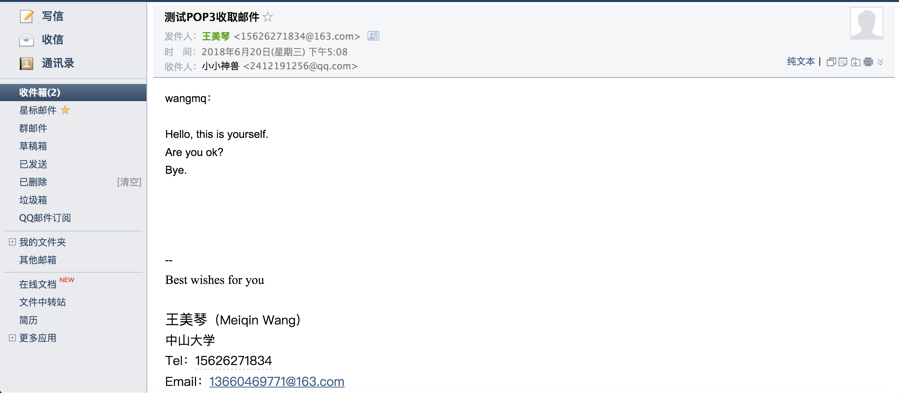 写信
收信
通讯录
收件箱(2)
星标邮件
群邮件
草稿箱
已发送
已删除 [清空]
垃圾箱
QQ邮件订阅
我的文件夹
其他邮箱
在线文档 NEW
文件中转站
简历
更多应用
测试POP3收取邮件
发件人：王美琴 <15626271834@163.com>
时 间：2018年6月20日(星期三) 下午5:08
收件人：小小神兽 <2412191256@qq.com>
纯文本 |
wangmq：
Hello, this is yourself.
Are you ok?
Bye.
--
Best wishes for you
王美琴（Meiqin Wang）
中山大学
Tel：15626271834
Email：13660469771@163.com